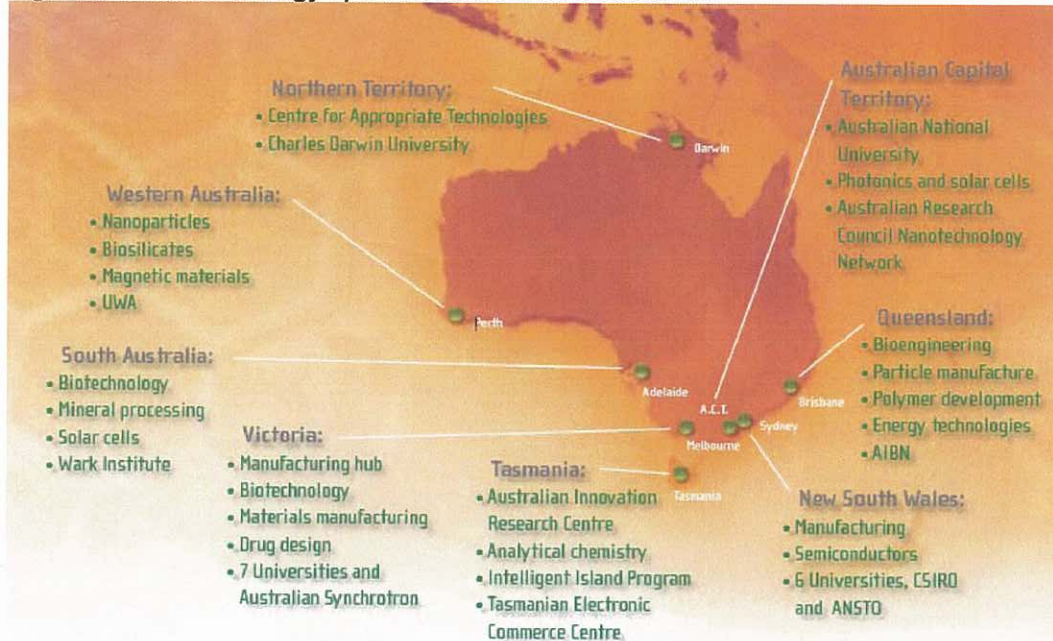 Northern Territory:
• Centre for Appropriate Technologies
• Charles Darwin University
Darwin
Australian Capital
Territory:
• Australian National
University
• Photonics and solar cells
• Australian Research
Council Nanotechnology
Network
Western Australia:
• Nanoparticles
• Biosilicates
• Magnetic materials
• UWA
Perth
South Australia:
• Biotechnology
• Mineral processing
• Solar cells
• Wark Institute
Adelaide
A.C.T.
Sydney
Brisbane
Melbourne
Tasmania
Queensland:
• Bioengineering
• Particle manufacture
• Polymer development
• Energy technologies
• AIBN
Victoria:
• Manufacturing hub
• Biotechnology
• Materials manufacturing
• Drug design
• 7 Universities and
Australian Synchrotron
Tasmania:
• Australian Innovation
Research Centre
• Analytical chemistry
• Intelligent Island Program
• Tasmanian Electronic
Commerce Centre
New South Wales:
• Manufacturing
• Semiconductors
• 6 Universities, CSIRO
and ANSTO